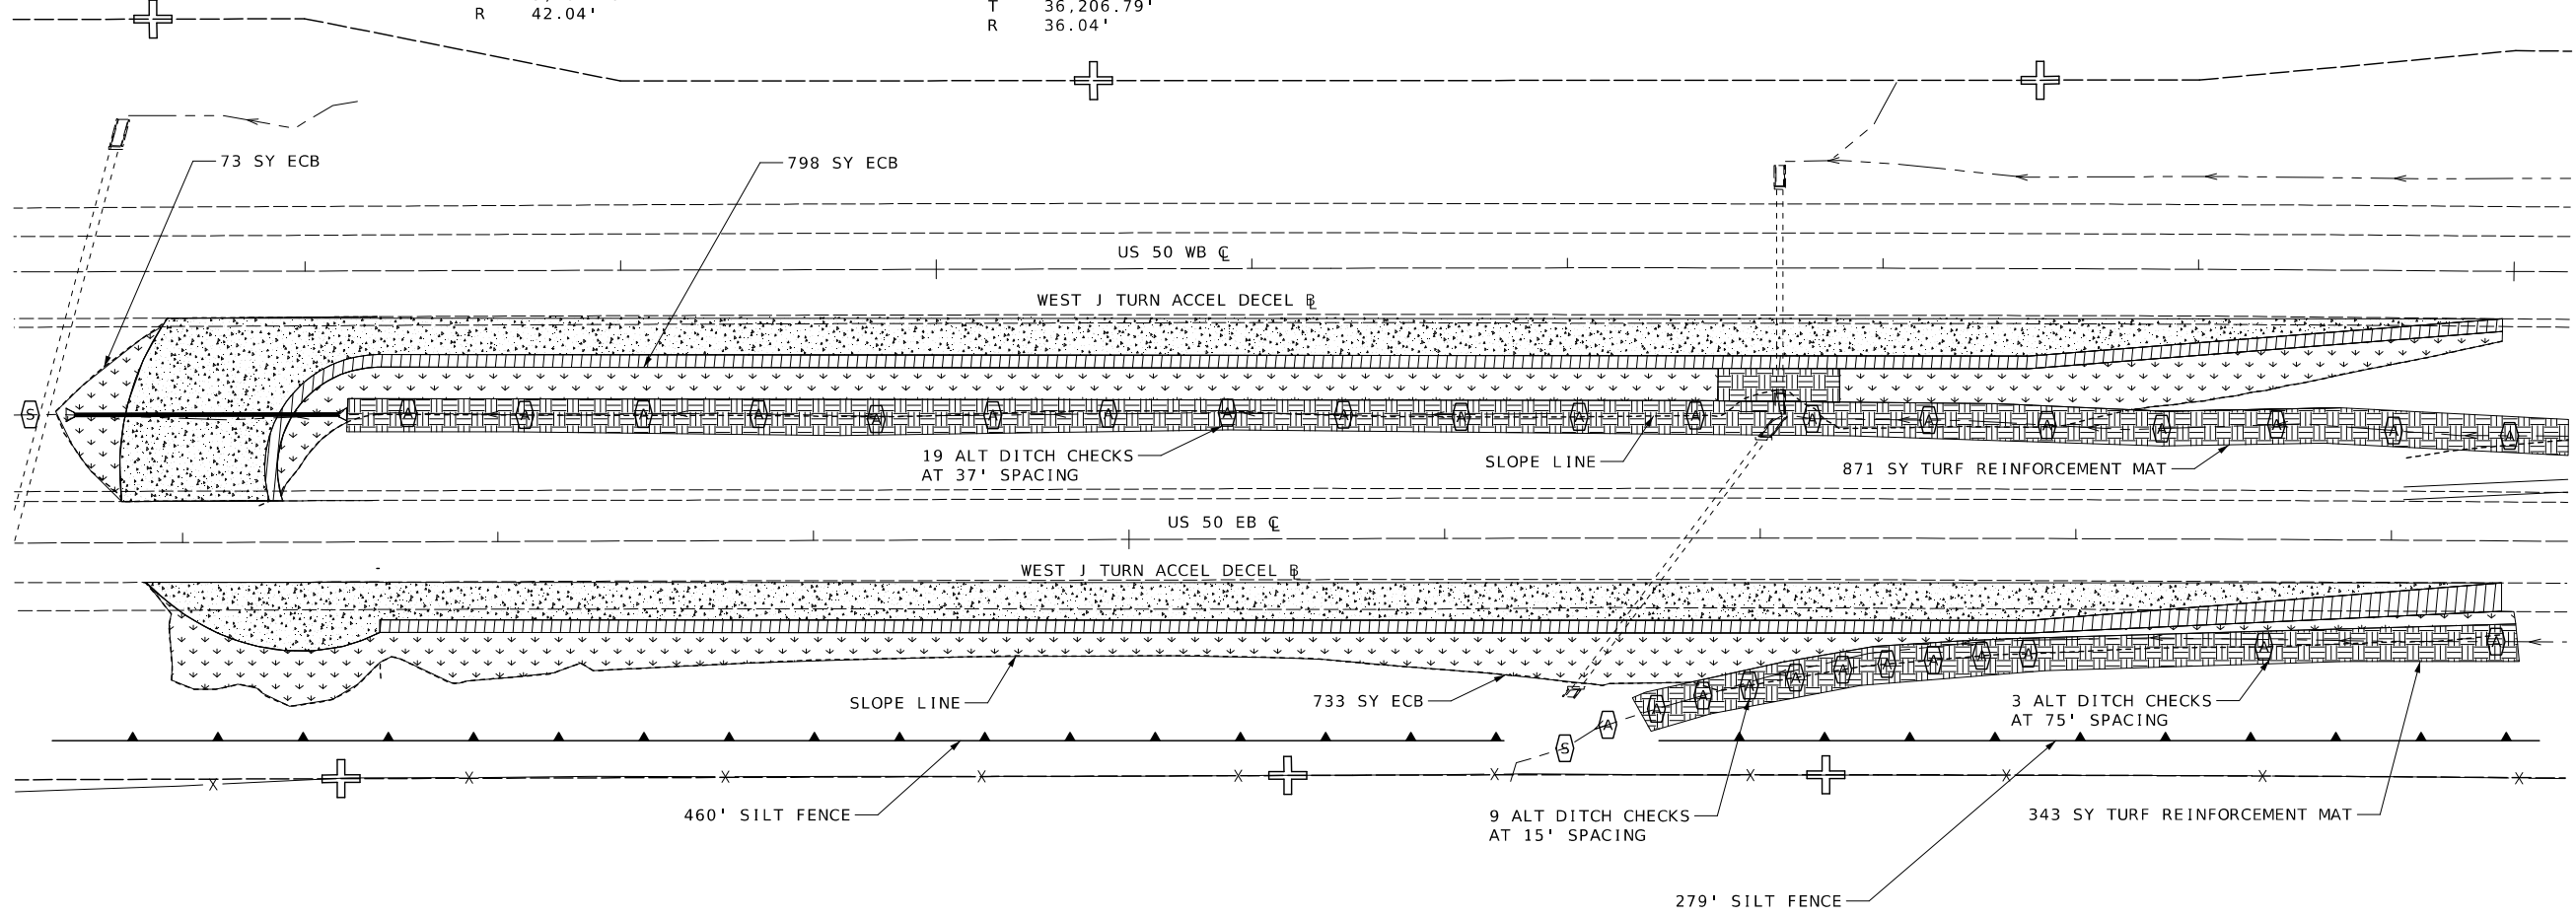 R 42.04'
T 36,206.79'
R 36.04'
73 SY ECB
798 SY ECB
US 50 WB ℄
WEST J TURN ACCEL DECEL B̲L
S
A A A A A A A A A A A A A A A A A A A
19 ALT DITCH CHECKS
AT 37' SPACING
SLOPE LINE
871 SY TURF REINFORCEMENT MAT
US 50 EB ℄
WEST J TURN ACCEL DECEL B̲L
A A A A A A A A A A A
A
S
SLOPE LINE
733 SY ECB
3 ALT DITCH CHECKS
AT 75' SPACING
460' SILT FENCE
9 ALT DITCH CHECKS
AT 15' SPACING
343 SY TURF REINFORCEMENT MAT
279' SILT FENCE